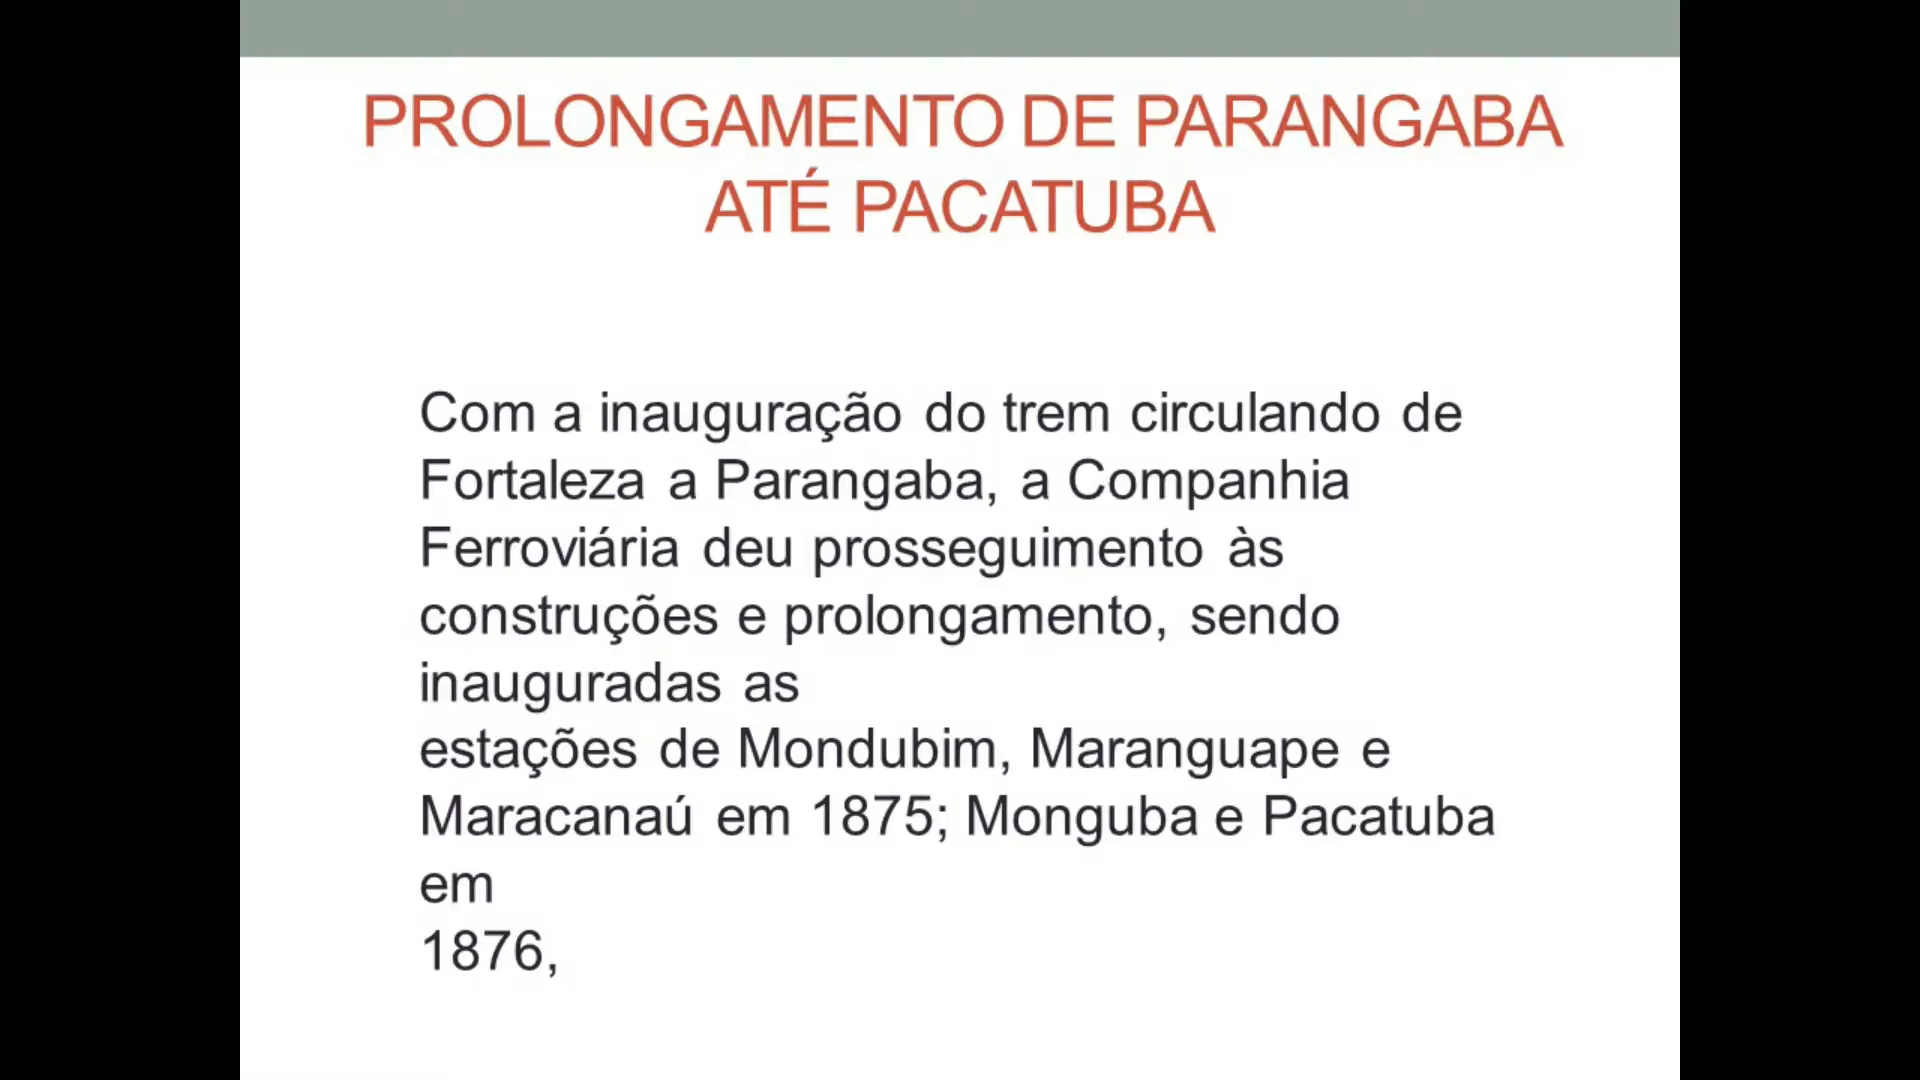 PROLONGAMENTO DE PARANGABA
ATÉ PACATUBA
Com a inauguração do trem circulando de
Fortaleza a Parangaba, a Companhia
Ferroviária deu prosseguimento às
construções e prolongamento, sendo
inauguradas as
estações de Mondubim, Maranguape e
Maracanaú em 1875; Monguba e Pacatuba
em
1876,